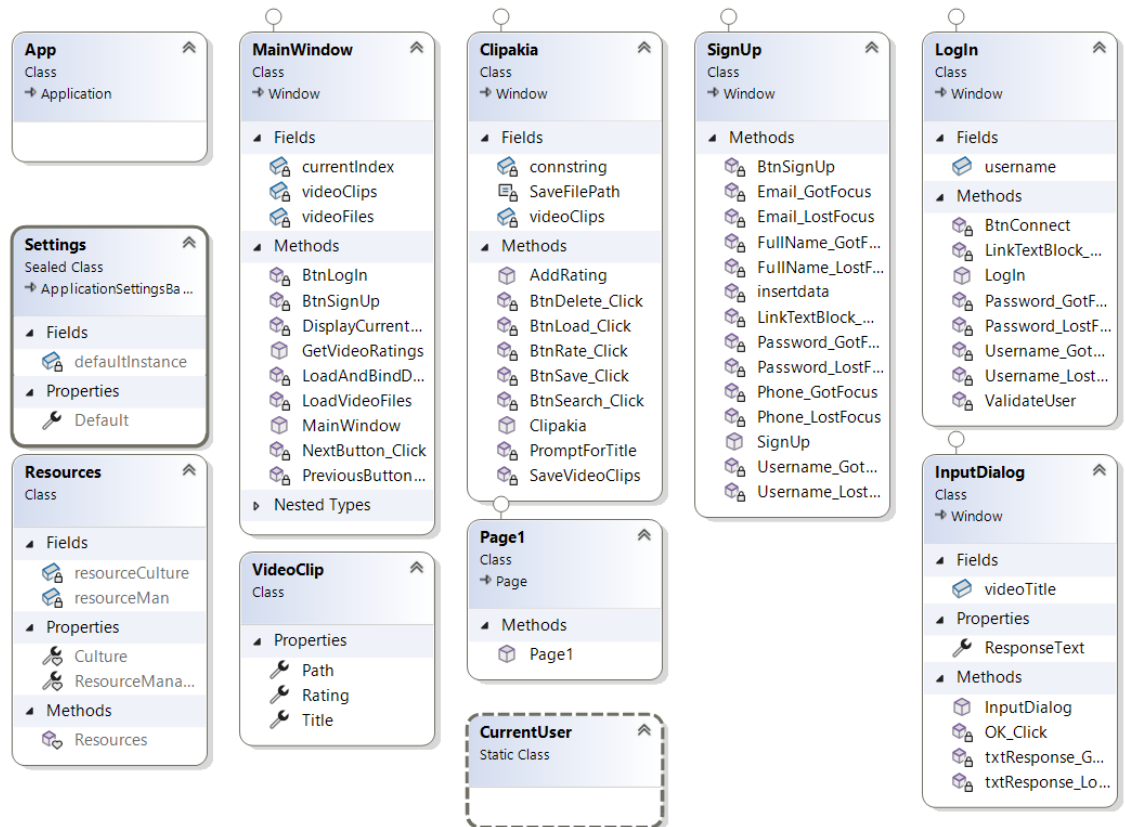 App
Class
Application
MainWindow
Class
Window
Fields
currentIndex
videoClips
videoFiles
Methods
BtnLogIn
BtnSignUp
DisplayCurrent...
GetVideoRatings
LoadAndBindD...
LoadVideoFiles
MainWindow
NextButton_Click
PreviousButton...
Nested Types
Clipakia
Class
Window
Fields
connstring
SaveFilePath
videoClips
Methods
AddRating
BtnDelete_Click
BtnLoad_Click
BtnRate_Click
BtnSave_Click
BtnSearch_Click
Clipakia
PromptForTitle
SaveVideoClips
SignUp
Class
Window
Methods
BtnSignUp
Email_GotFocus
Email_LostFocus
FullName_GotF...
FullName_LostF...
insertdata
LinkTextBlock_...
Password_GotF...
Password_LostF...
Phone_GotFocus
Phone_LostFocus
SignUp
Username_Got...
Username_Lost...
LogIn
Class
Window
Fields
username
Methods
BtnConnect
LinkTextBlock_...
LogIn
Password_GotF...
Password_LostF...
Username_Got...
Username_Lost...
ValidateUser
Settings
Sealed Class
ApplicationSettingsBa...
Fields
defaultInstance
Properties
Default
Resources
Class
Fields
resourceCulture
resourceMan
Properties
Culture
ResourceMana...
Methods
Resources
VideoClip
Class
Properties
Path
Rating
Title
Page1
Class
Page
Methods
Page1
CurrentUser
Static Class
InputDialog
Class
Window
Fields
videoTitle
Properties
ResponseText
Methods
InputDialog
OK_Click
txtResponse_G...
txtResponse_Lo...